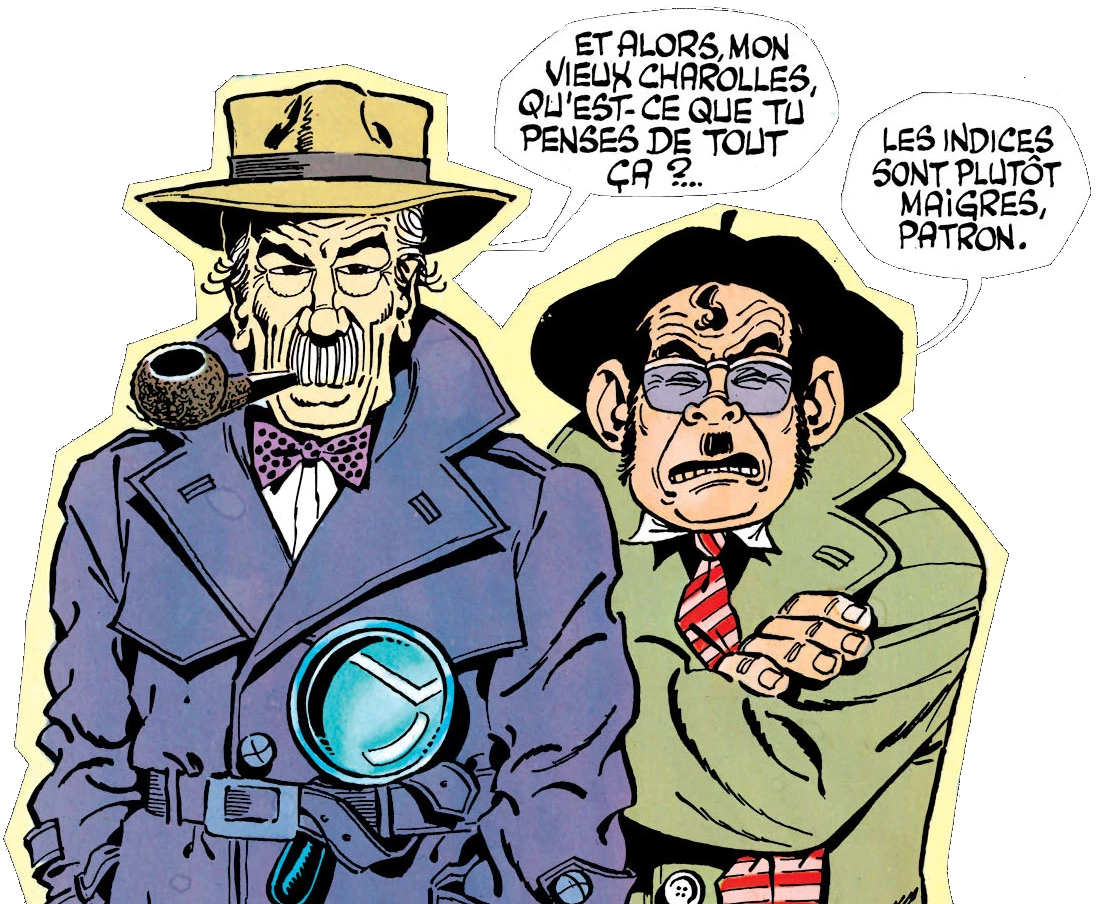 ET ALORS, MON
VIEUX CHAROLLES,
QU'EST-CE QUE TU
PENSES DE TOUT
ÇA ?...
LES INDICES
SONT PLUTÔT
MAiGRES,
PATRON.